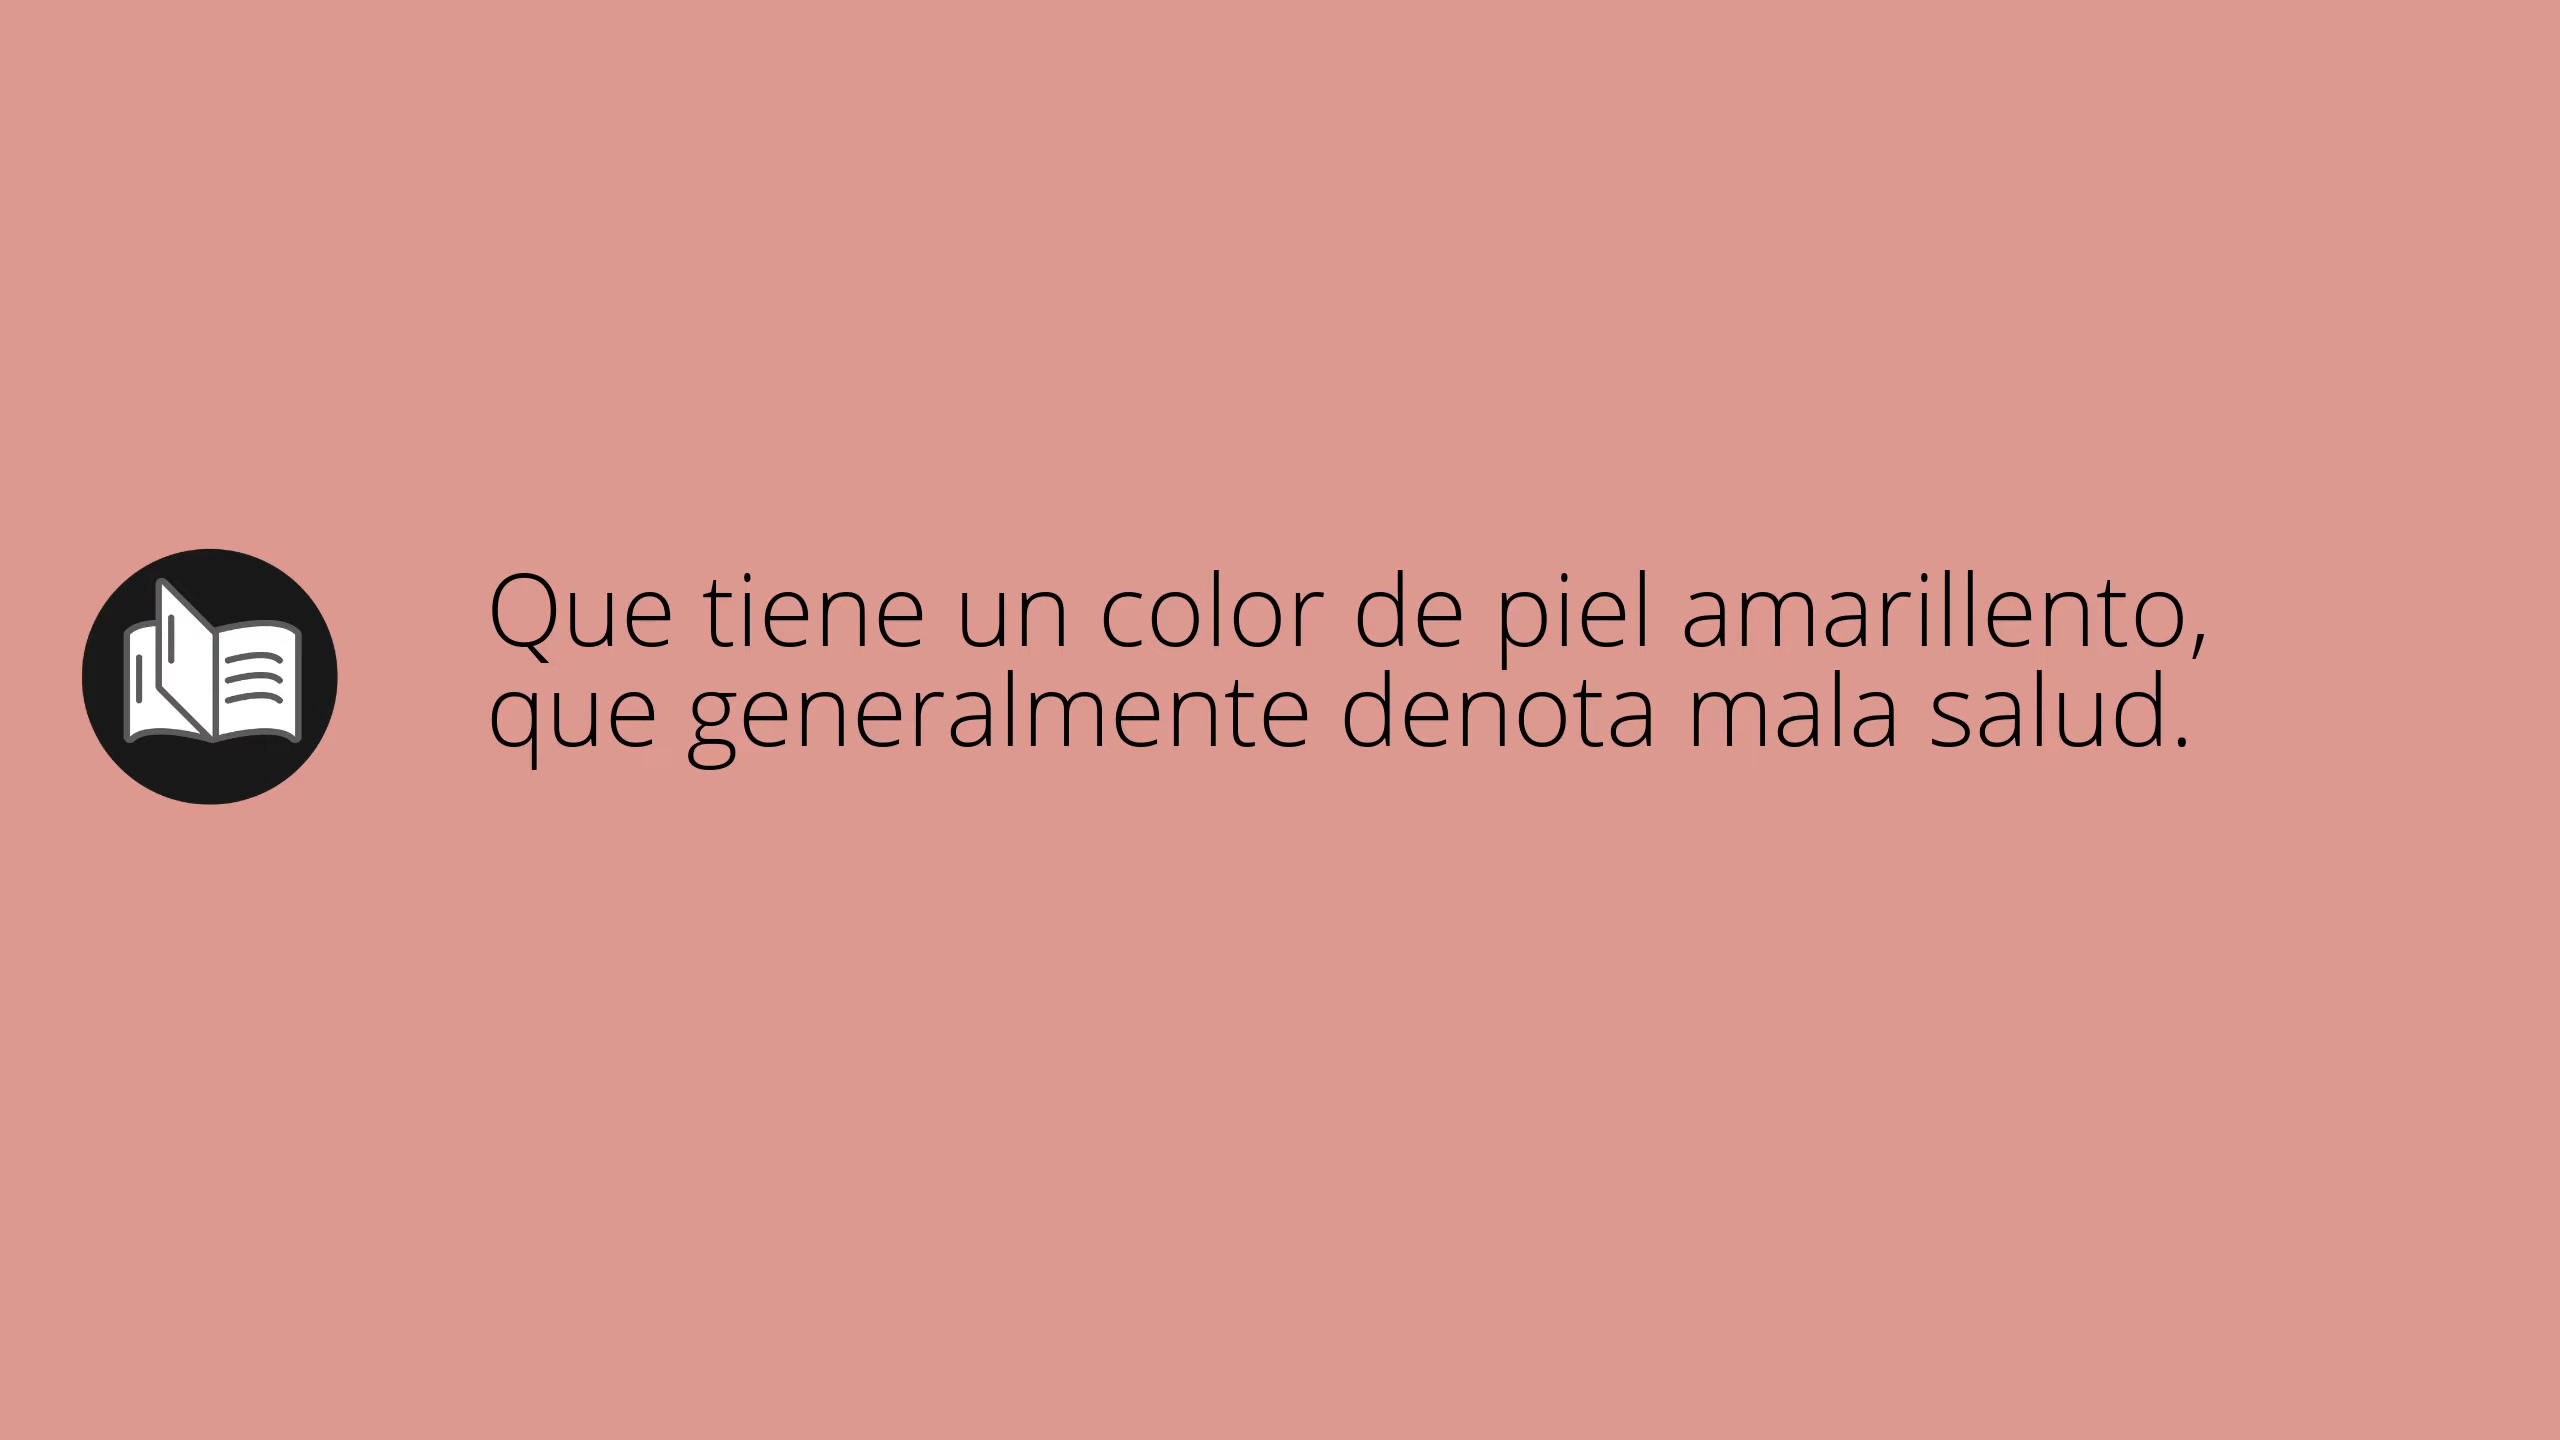 Que tiene un color de piel amarillento,
que generalmente denota mala salud.